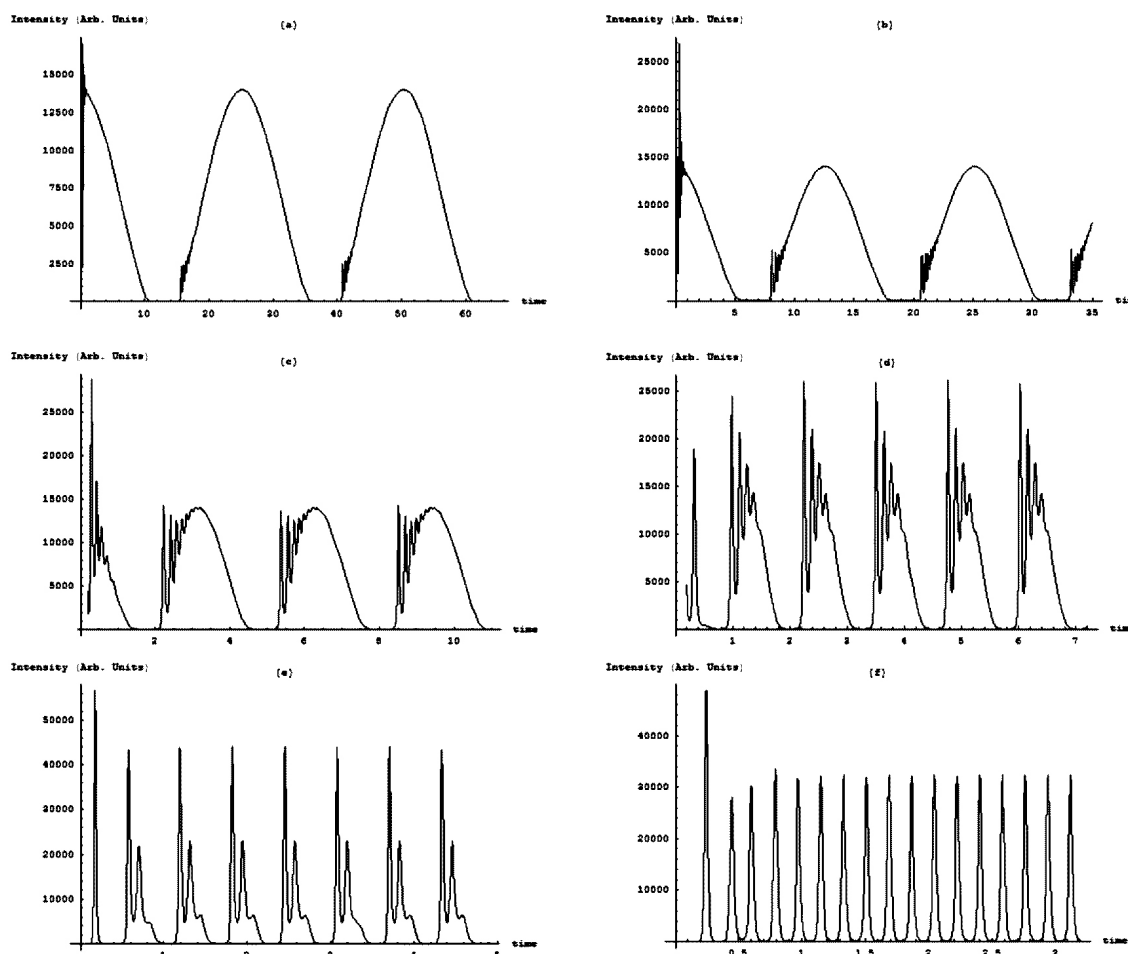 Intensity (Arb. Units)
(a)
15000
12500
10000
7500
5000
2500
10 20 30 40 50 60
time
Intensity (Arb. Units)
(b)
25000
20000
15000
10000
5000
5 10 15 20 25 30 35
Intensity (Arb. Units)
(c)
25000
20000
15000
10000
5000
2 4 6 8 10
time
Intensity (Arb. Units)
(d)
25000
20000
15000
10000
5000
1 2 3 4 5 6 7
time
Intensity (Arb. Units)
(e)
50000
40000
30000
20000
10000
time
Intensity (Arb. Units)
(f)
40000
30000
20000
10000
0.5 1 1.5 2 2.5 3
time